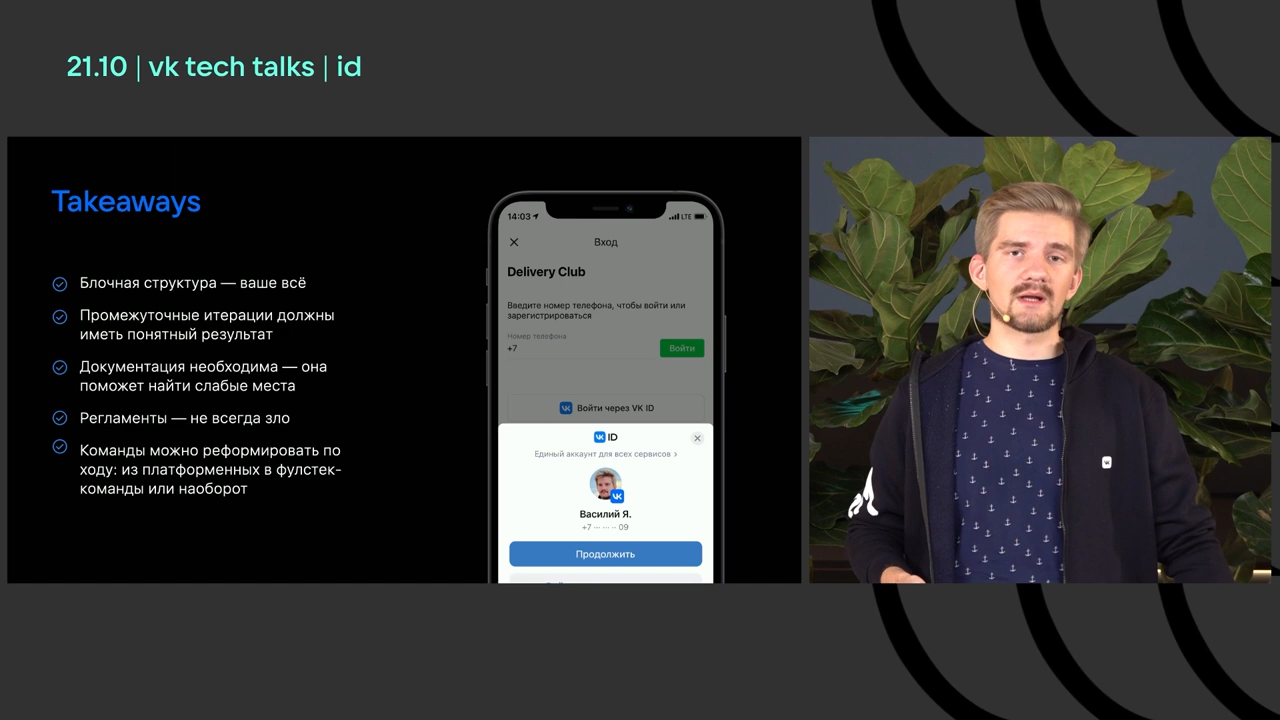 21.10 | vk tech talks | id
Takeaways
Блочная структура — ваше всё
Промежуточные итерации должны
иметь понятный результат
Документация необходима — она
поможет найти слабые места
Регламенты — не всегда зло
Команды можно реформировать по
ходу: из платформенных в фулстек-
команды или наоборот
14:03
LTE
Вход
Delivery Club
Введите номер телефона, чтобы войти или
зарегистрироваться
Номер телефона
+7
Войти
Войти через VK ID
ID
Единый аккаунт для всех сервисов
Василий Я.
+7 ··· ··· ·· 09
Продолжить